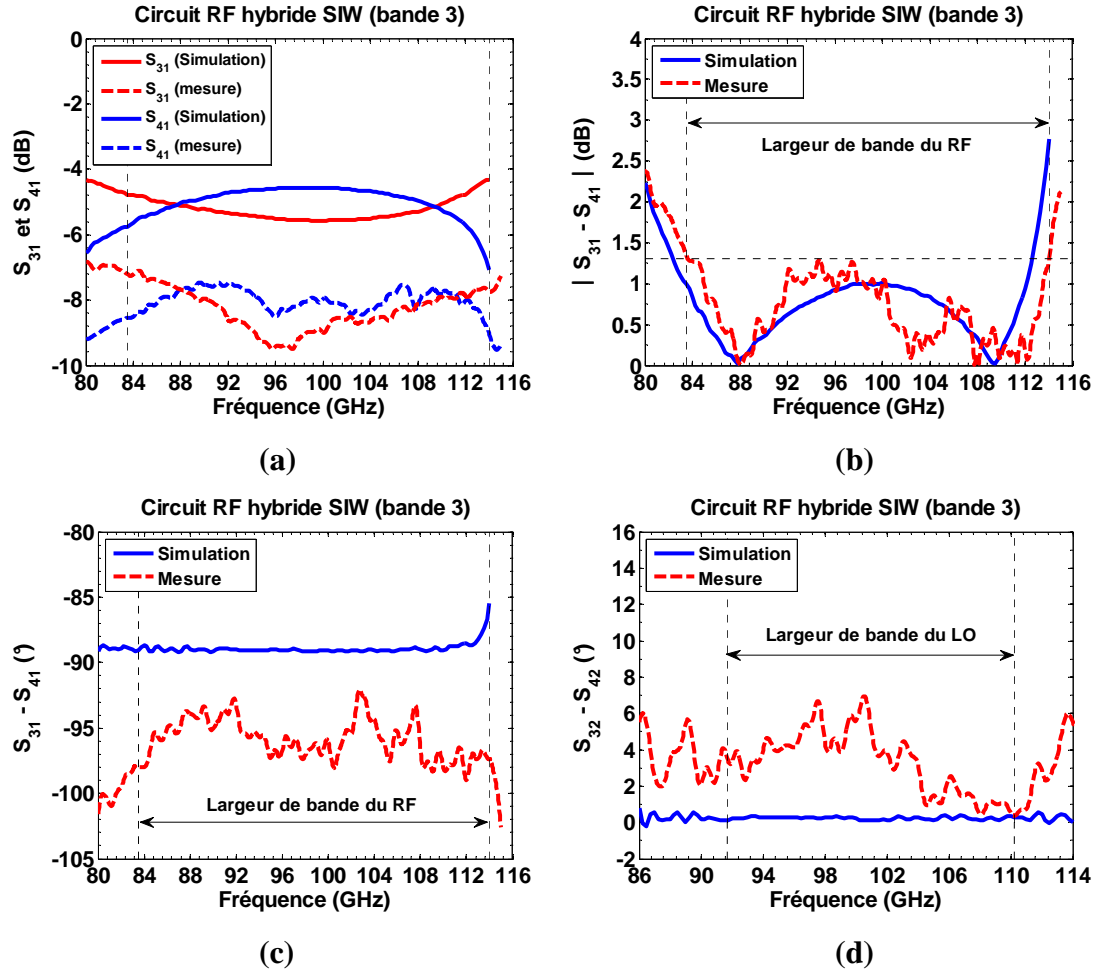 Circuit RF hybride SIW (bande 3)
S31 (Simulation)
S31 (mesure)
S41 (Simulation)
S41 (mesure)
S31 et S41 (dB)
0
-2
-4
-6
-8
-10
80 84 88 92 96 100 104 108 112 116
Fréquence (GHz)
(a)
Circuit RF hybride SIW (bande 3)
Simulation
Mesure
Largeur de bande du RF
| S31 - S41 | (dB)
4
3.5
3
2.5
2
1.5
1
0.5
0
80 84 88 92 96 100 104 108 112 116
Fréquence (GHz)
(b)
Circuit RF hybride SIW (bande 3)
Simulation
Mesure
Largeur de bande du RF
S31 - S41 (°)
-80
-85
-90
-95
-100
-105
80 84 88 92 96 100 104 108 112 116
Fréquence (GHz)
(c)
Circuit RF hybride SIW (bande 3)
Simulation
Mesure
Largeur de bande du LO
S32 - S42 (°)
16
14
12
10
8
6
4
2
0
-2
86 90 94 98 102 106 110 114
Fréquence (GHz)
(d)